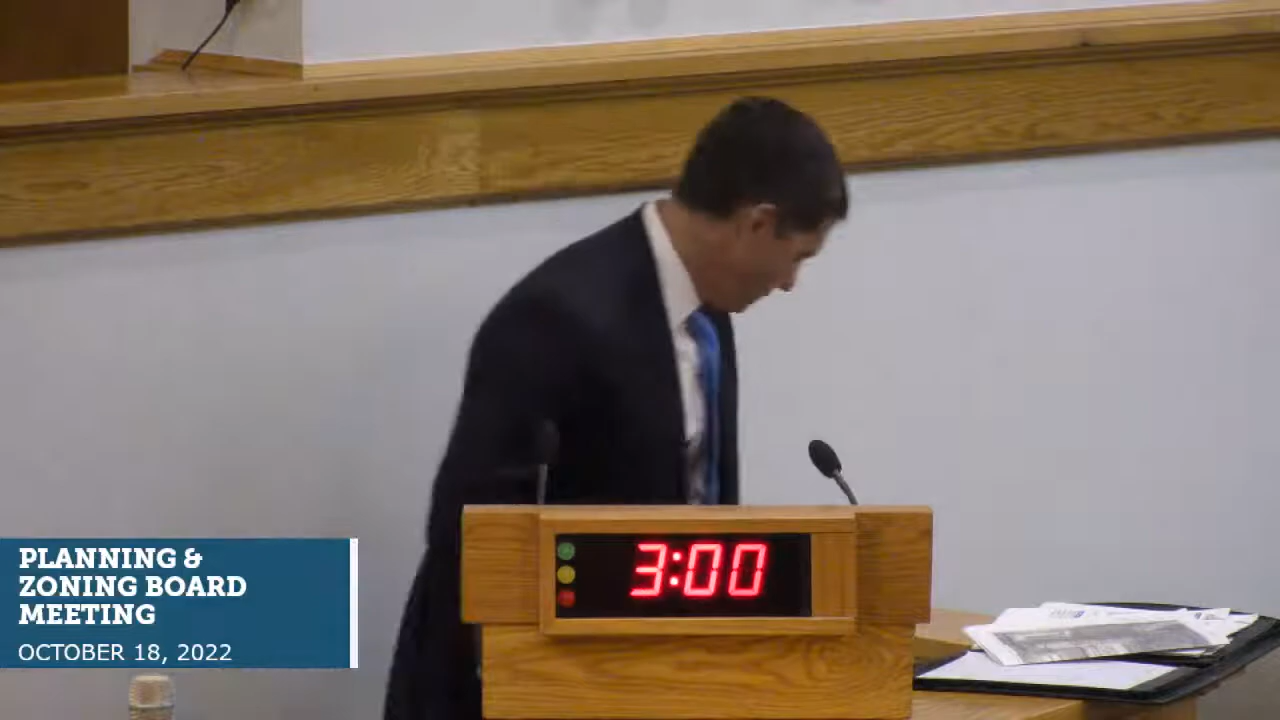 3:00
PLANNING &
ZONING BOARD
MEETING
OCTOBER 18, 2022